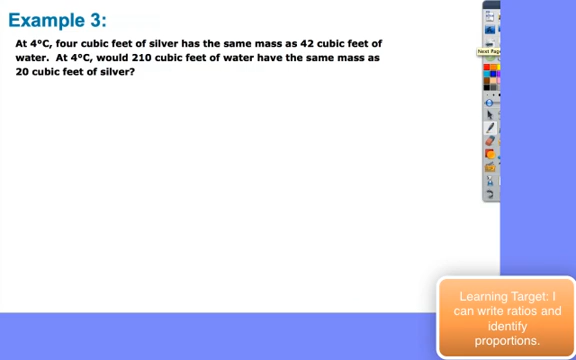 Example 3:
At 4°C, four cubic feet of silver has the same mass as 42 cubic feet of
water.  At 4°C, would 210 cubic feet of water have the same mass as
20 cubic feet of silver?
Next Pag
Learning Target: I
can write ratios and
identify
proportions.